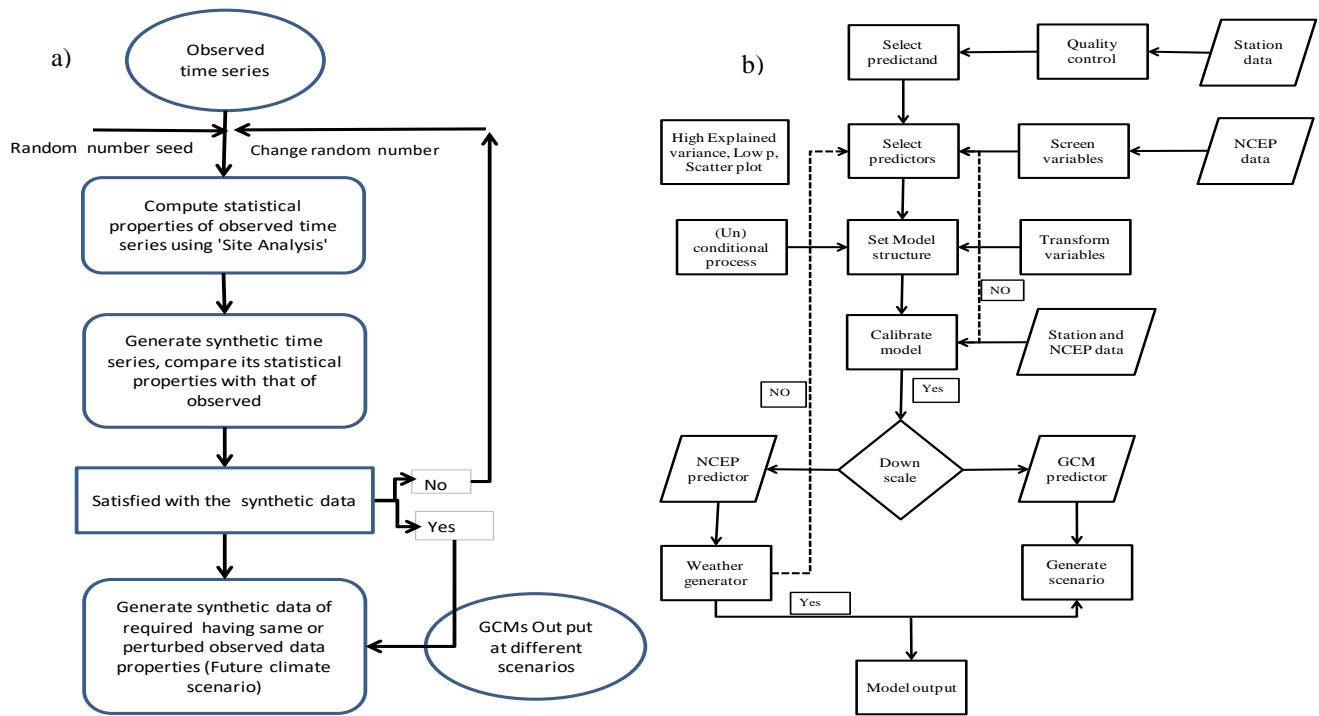 a)
Observed
time series
Random number seed
Change random number
Compute statistical
properties of observed time
series using 'Site Analysis'
Generate synthetic time
series, compare its statistical
properties with that of
observed
Satisfied with the synthetic data
No
Yes
Generate synthetic data of
required having same or
perturbed observed data
properties (Future climate
scenario)
GCMs Out put
at different
scenarios
b)
Select
predictand
Quality
control
Station
data
High Explained
variance, Low p,
Scatter plot
Select
predictors
Screen
variables
NCEP
data
(Un)
conditional
process
Set Model
structure
Transform
variables
NO
Calibrate
model
Station and
NCEP data
NO
Yes
NCEP
predictor
Down
scale
GCM
predictor
Weather
generator
Generate
scenario
Yes
Model output